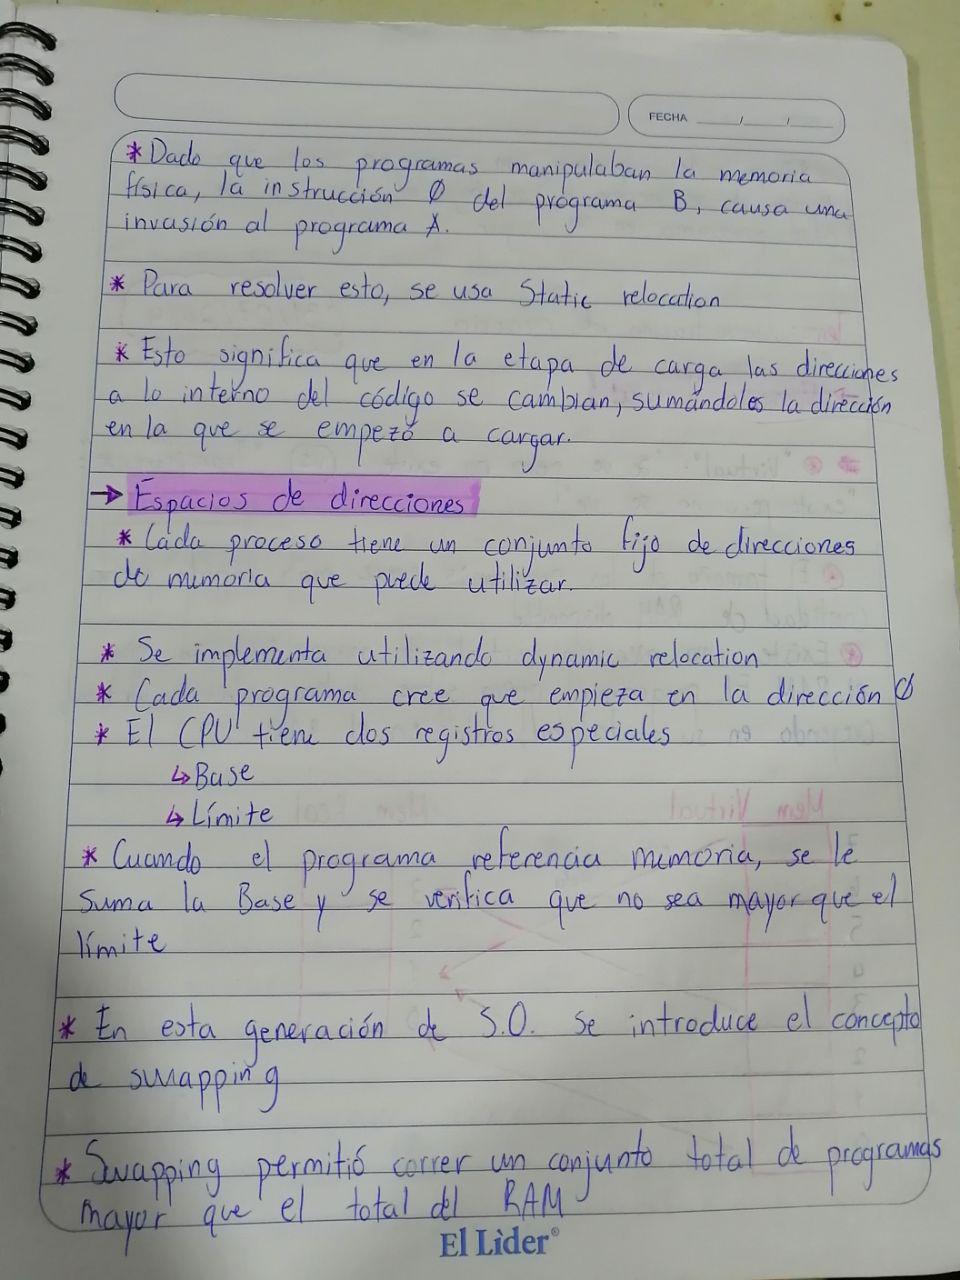 FECHA ____/____/____
* Dado que los programas manipulaban la memoria
física, la instrucción 0 del programa B, causa una
invasión al programa A.
* Para resolver esto, se usa Static relocation
* Esto significa que en la etapa de carga las direcciones
a lo interno del código se cambian, sumándoles la dirección
en la que se empezó a cargar.
→ Espacios de direcciones
* Cada proceso tiene un conjunto fijo de direcciones
de memoria que puede utilizar.
* Se implementa utilizando dynamic relocation
* Cada programa cree que empieza en la dirección 0
* El CPU tiene dos registros especiales
↳ Base
↳ Límite
* Cuando el programa referencia memoria, se le
suma la Base y se verifica que no sea mayor que el
límite
* En esta generación de S.O. se introduce el concepto
de swapping
* Swapping permitió correr un conjunto total de programas
mayor que el total del RAM
El Lìder®